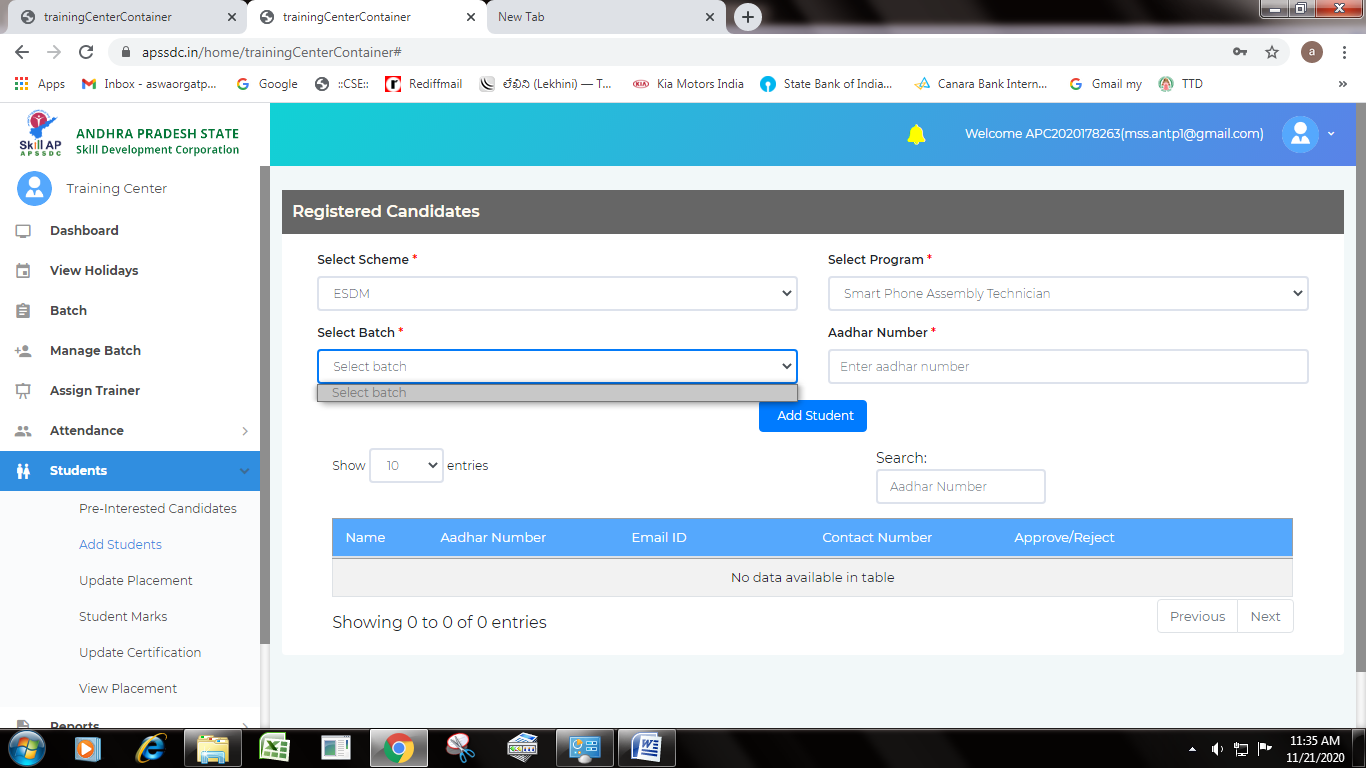 trainingCenterContainer
trainingCenterContainer
New Tab
apssdc.in/home/trainingCenterContainer#
a
Apps
Inbox - aswaorgatp...
Google
::CSE::
Rediffmail
లేఖిని (Lekhini) — T...
Kia Motors India
State Bank of India...
Canara Bank Intern...
Gmail my
TTD
Skill AP
APSSDC
ANDHRA PRADESH STATE
Skill Development Corporation
Welcome APC2020178263(mss.antp1@gmail.com)
Training Center
Dashboard
View Holidays
Batch
Manage Batch
Assign Trainer
Attendance
Students
Pre-Interested Candidates
Add Students
Update Placement
Student Marks
Update Certification
View Placement
Reports
Registered Candidates
Select Scheme *
Select Program *
ESDM
Smart Phone Assembly Technician
Select Batch *
Aadhar Number *
Select batch
Enter aadhar number
Select batch
Add Student
Show 10 entries
Search:
Aadhar Number
Name Aadhar Number Email ID Contact Number Approve/Reject
No data available in table
Showing 0 to 0 of 0 entries
Previous Next
11:35 AM
11/21/2020